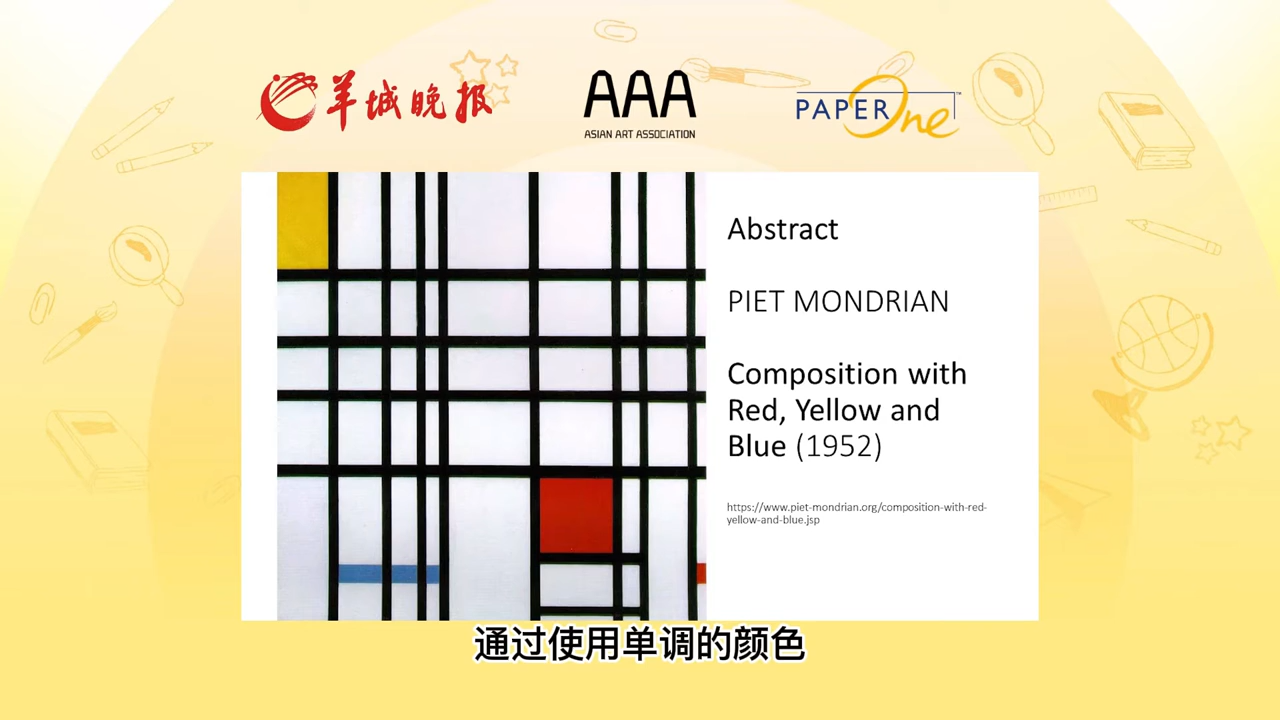 羊城晚报
AAA
ASIAN ART ASSOCIATION
PAPER One
Abstract
PIET MONDRIAN
Composition with
Red, Yellow and
Blue (1952)
https://www.piet-mondrian.org/composition-with-red-
yellow-and-blue.jsp
通过使用单调的颜色